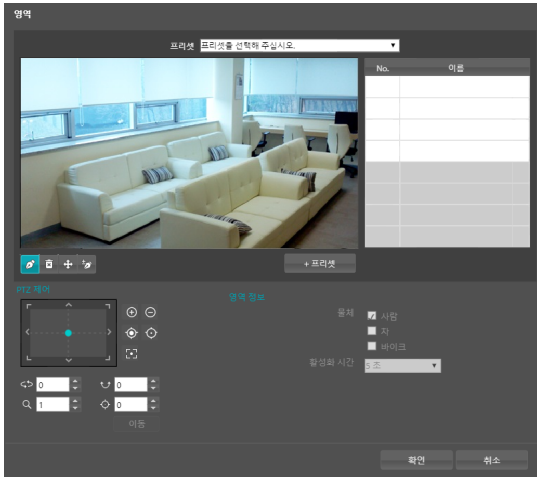 영역
프리셋 프리셋을 선택해 주십시오.
No. 이름
+ 프리셋
PTZ 제어
영역 정보
물체 사람
차
바이크
활성화 시간 5 초
0 0
1 0
이동
확인 취소